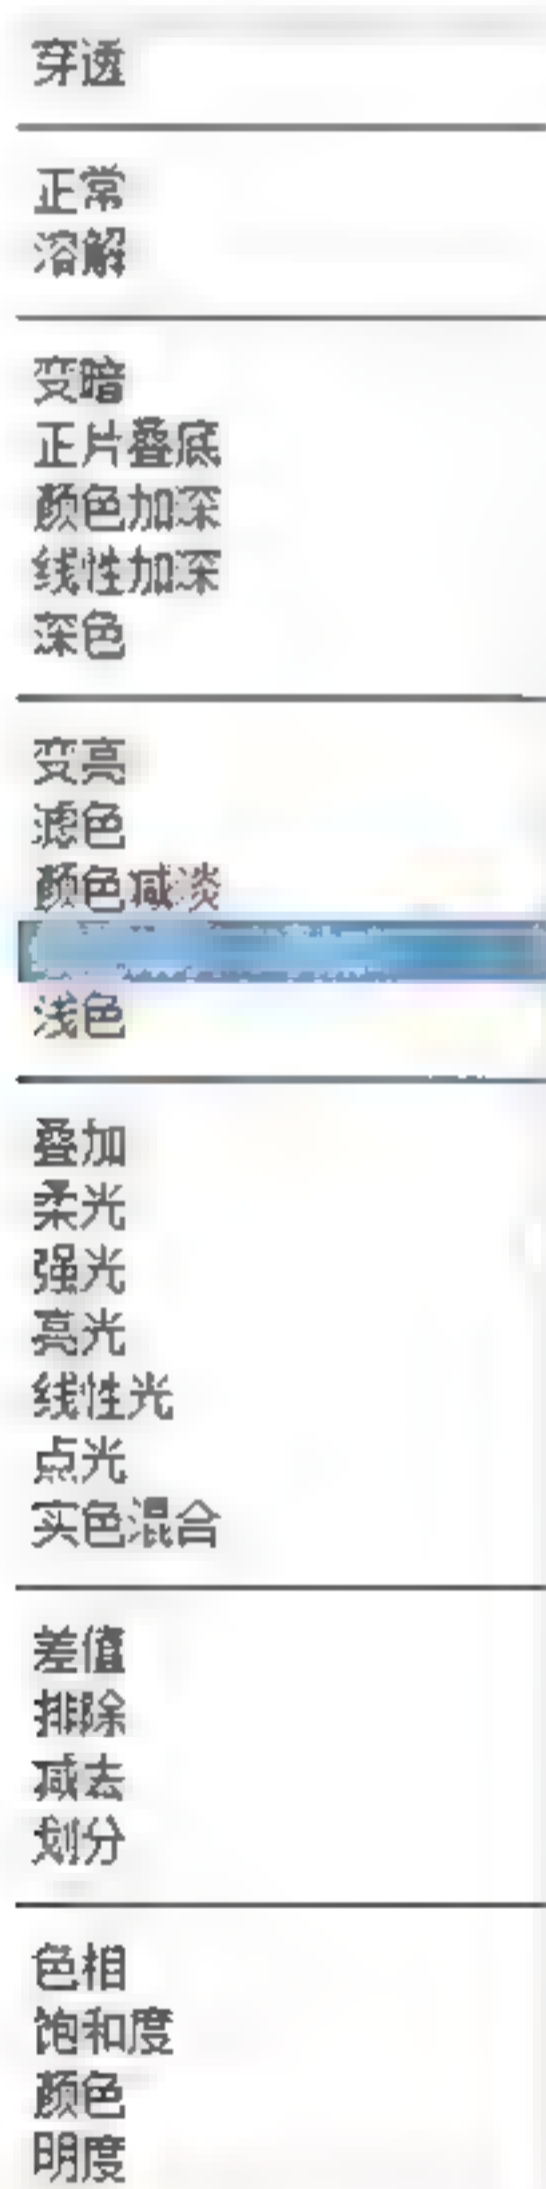 穿透
正常
溶解
变暗
正片叠底
颜色加深
线性加深
深色
变亮
滤色
颜色减淡
浅色
叠加
柔光
强光
亮光
线性光
点光
实色混合
差值
排除
减去
划分
色相
饱和度
颜色
明度